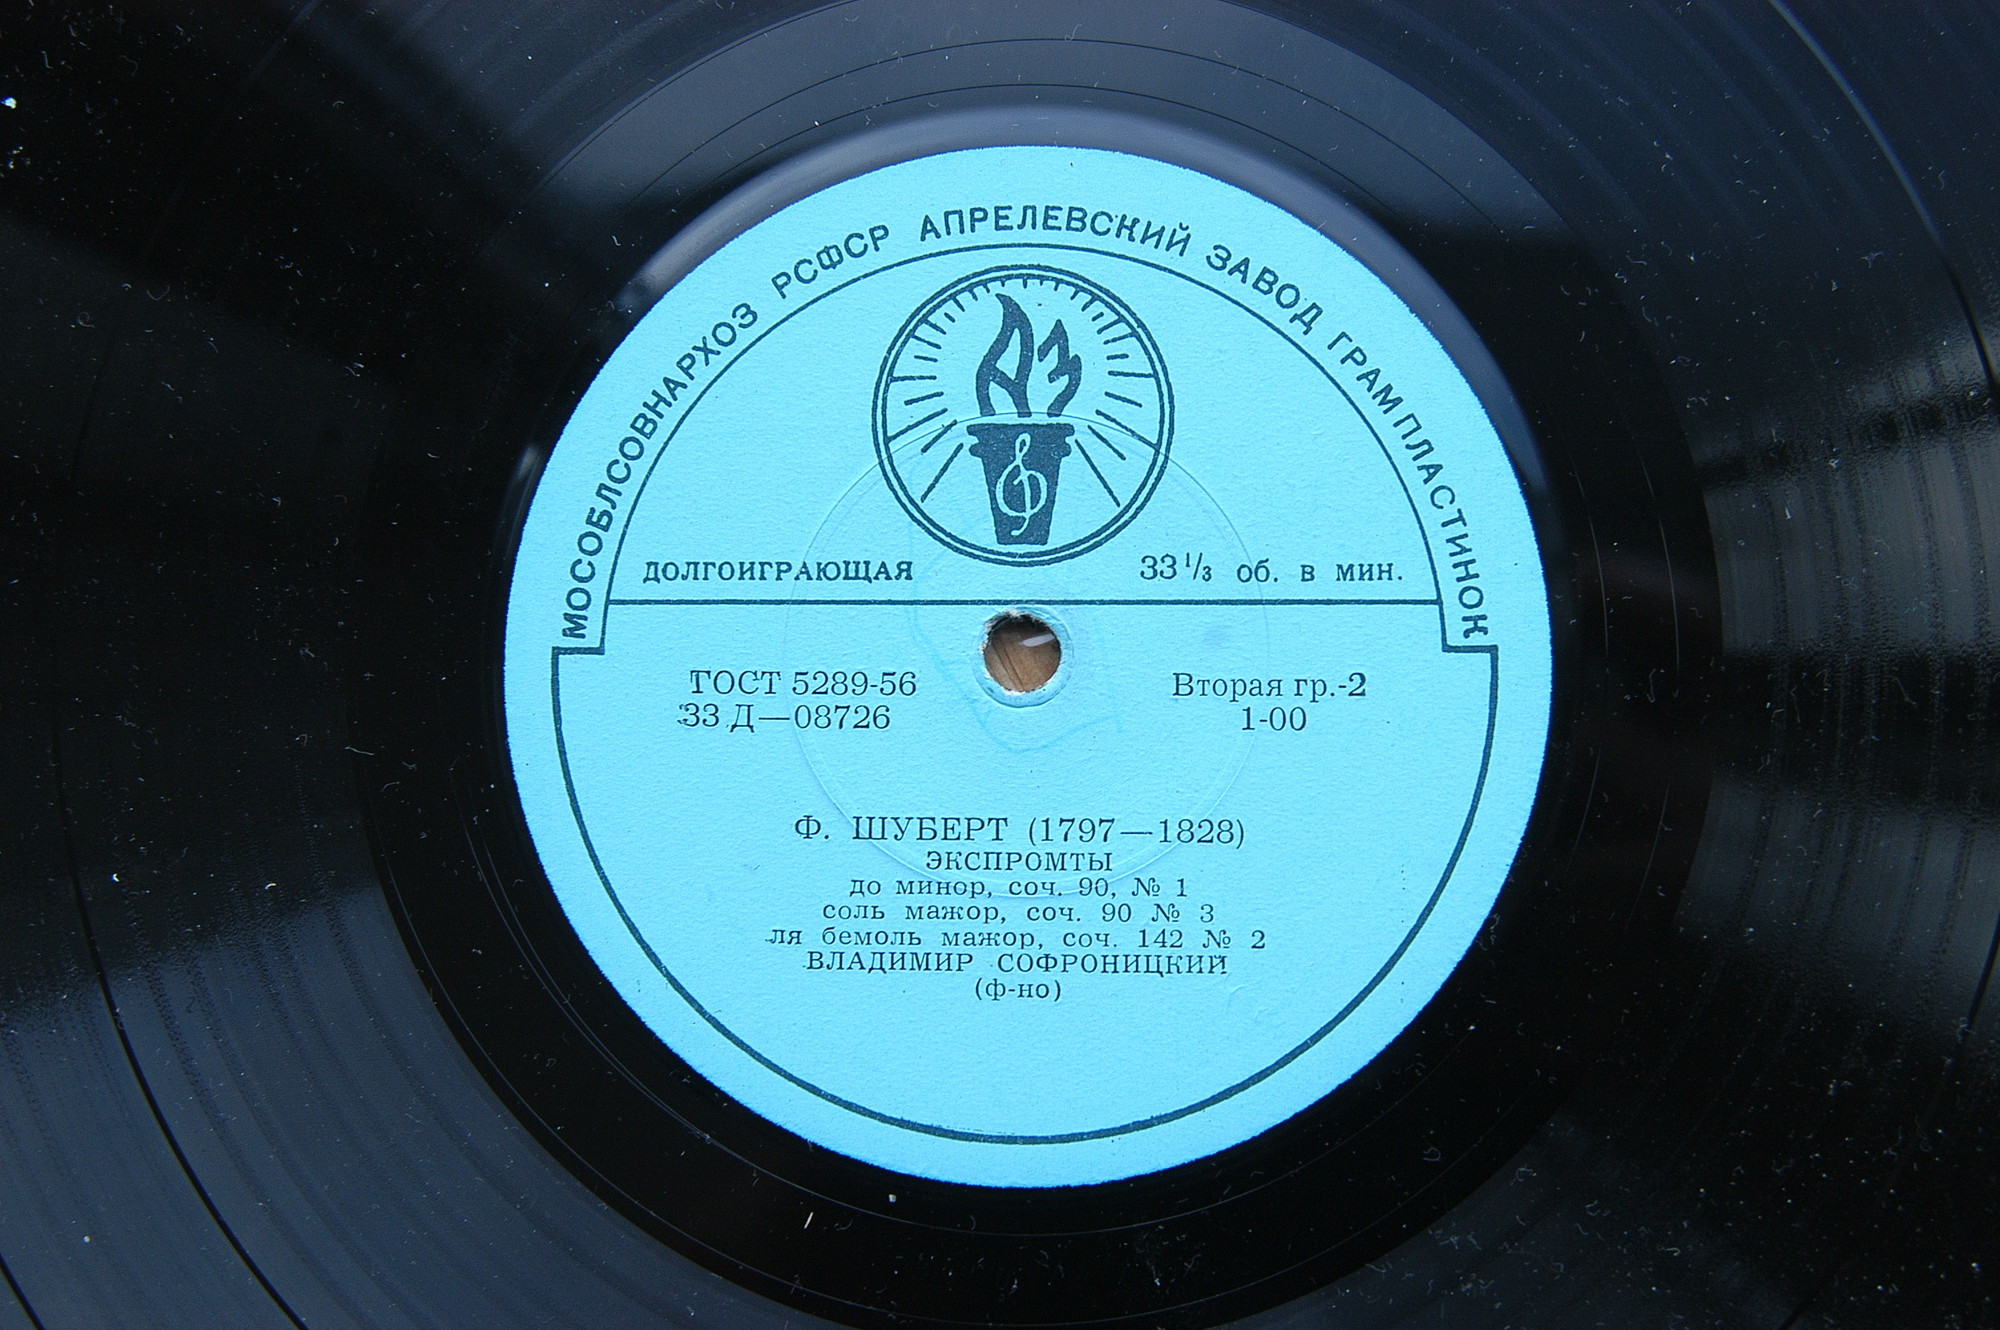 МОСОБЛСОВНАРХОЗ РСФСР АПРЕЛЕВСКИЙ ЗАВОД ГРАМПЛАСТИНОК
АЗ
ДОЛГОИГРАЮЩАЯ 33 1/3 об. в мин.
ГОСТ 5289-56 Вторая гр.-2
33 Д—08726 1-00
Ф. ШУБЕРТ (1797—1828)
ЭКСПРОМТЫ
до минор, соч. 90, № 1
соль мажор, соч. 90 № 3
ля бемоль мажор, соч. 142 № 2
ВЛАДИМИР СОФРОНИЦКИЙ
(ф-но)